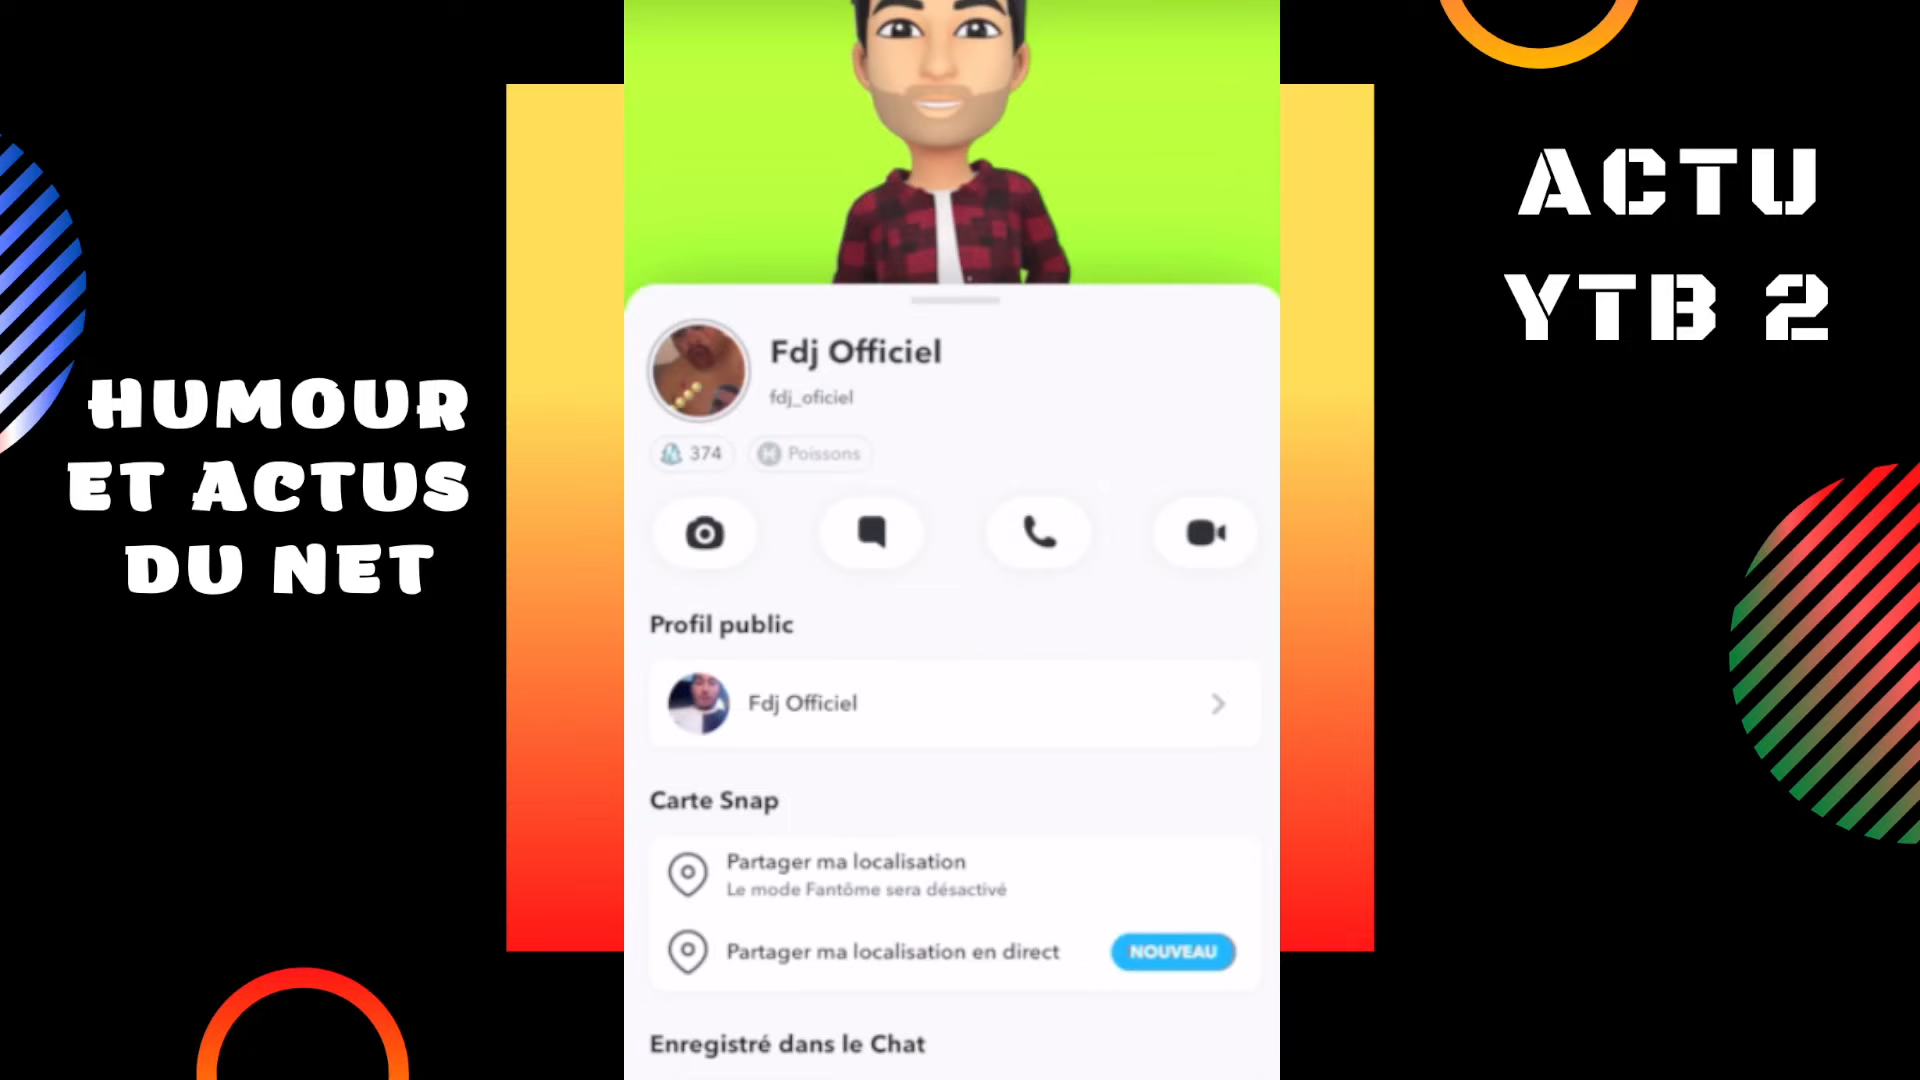 HUMOUR
ET ACTUS
DU NET
Fdj Officiel
fdj_oficiel
374
Poissons
Profil public
Fdj Officiel
Carte Snap
Partager ma localisation
Le mode Fantôme sera désactivé
Partager ma localisation en direct
NOUVEAU
Enregistré dans le Chat
ACTU
YTB 2